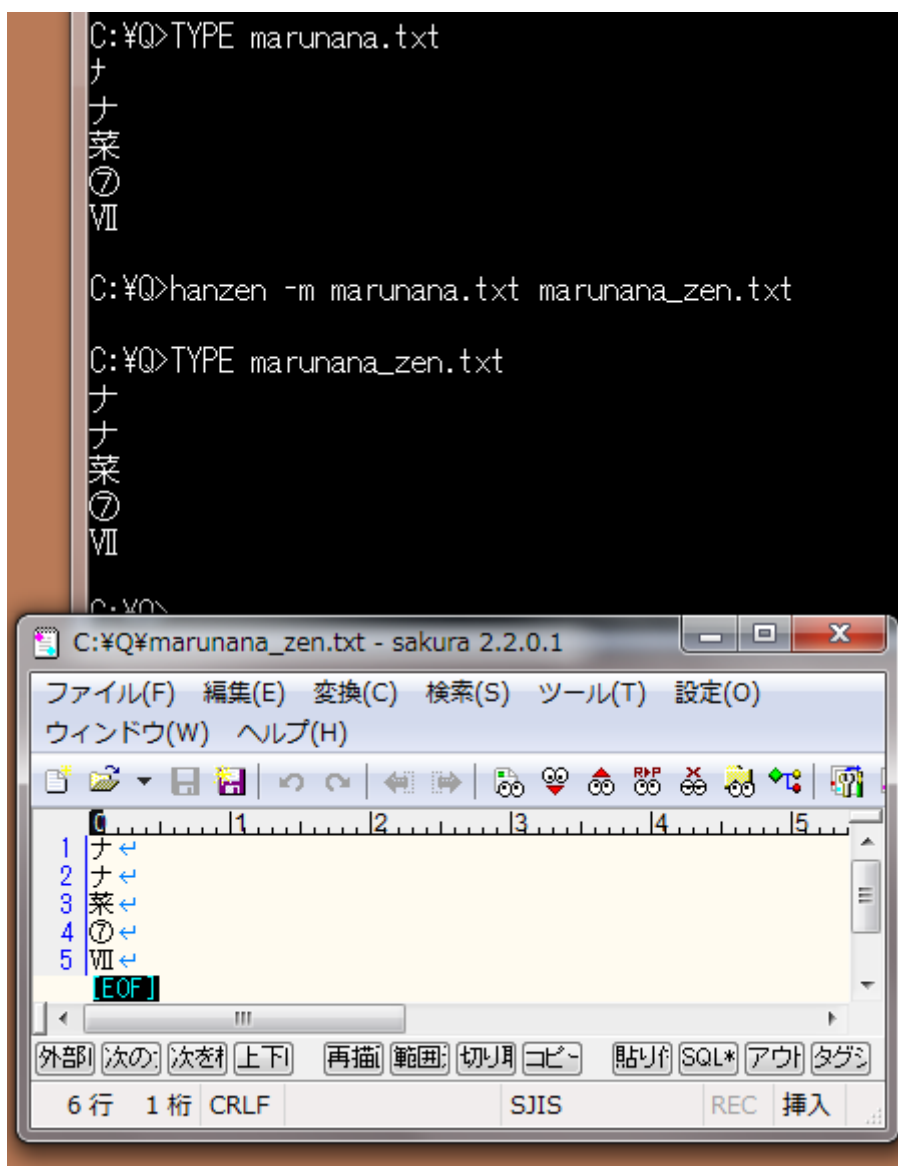 C:¥Q>TYPE marunana.txt
ﾅ
ナ
菜
⑦
Ⅶ
C:¥Q>hanzen -m marunana.txt marunana_zen.txt
C:¥Q>TYPE marunana_zen.txt
ナ
ナ
菜
⑦
Ⅶ
C:¥Q>
C:¥Q¥marunana_zen.txt - sakura 2.2.0.1
ファイル(F) 編集(E) 変換(C) 検索(S) ツール(T) 設定(O)
ウィンドウ(W) ヘルプ(H)
0 1 2 3 4 5
1 ナ↵
2 ナ↵
3 菜↵
4 ⑦↵
5 Ⅶ↵
[EOF]
外部 次の 次を 上下 再描 範囲 切り コピー 貼り付 SQL* アウト タグジ
6 行 1 桁 CRLF SJIS REC 挿入